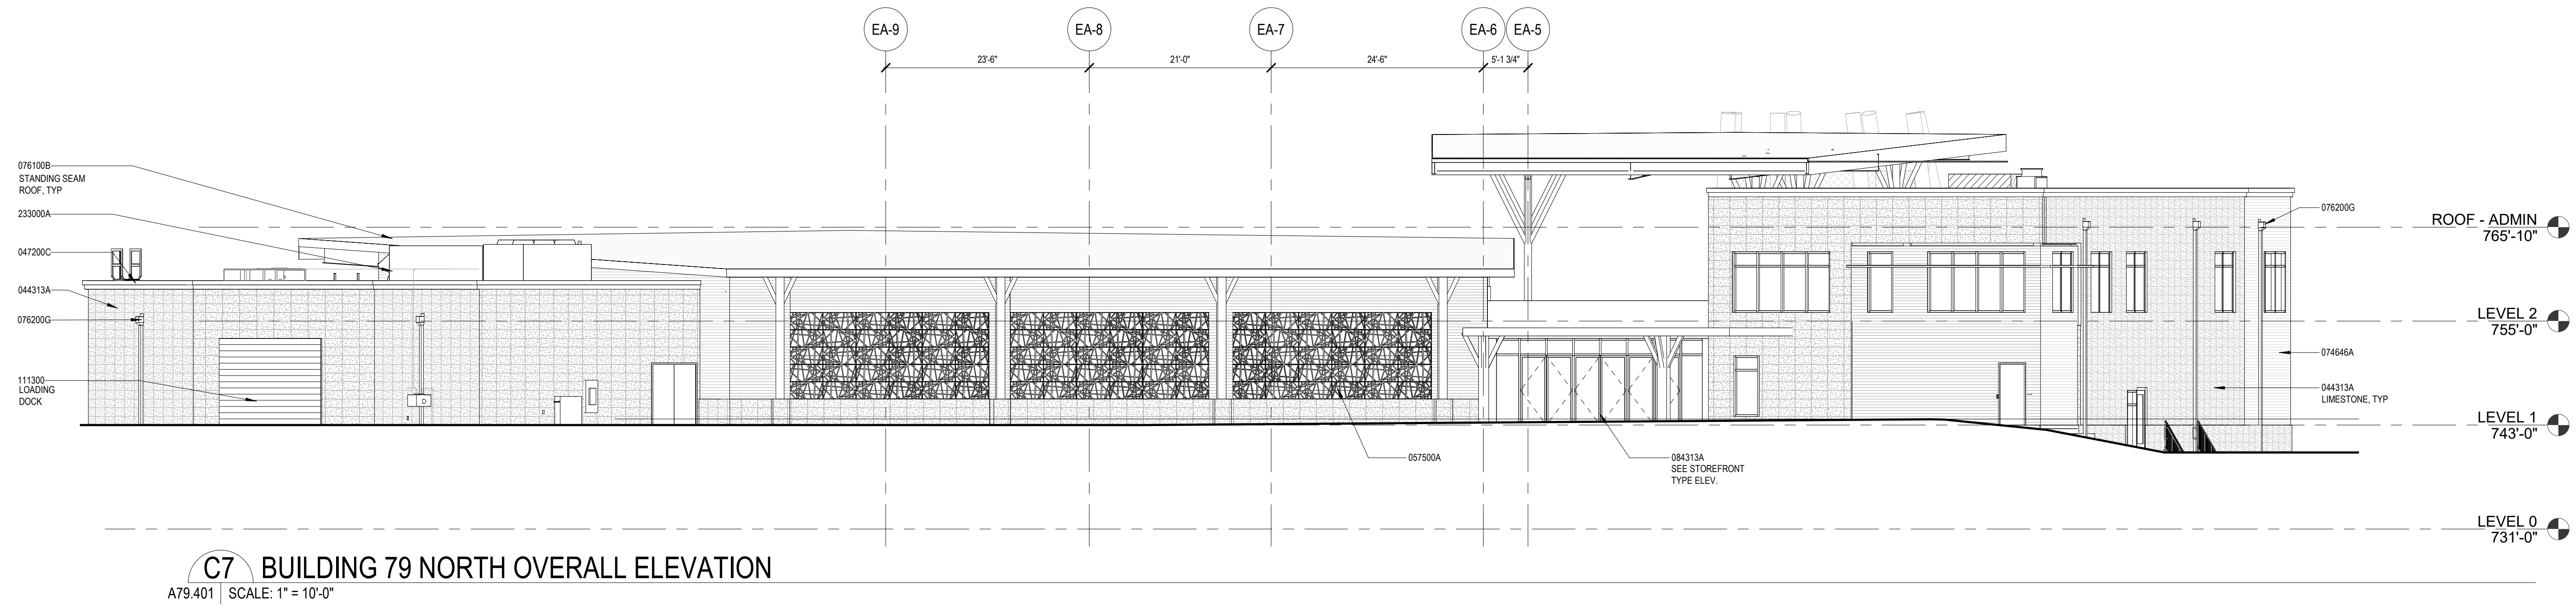 EA-9
EA-8
EA-7
EA-6
EA-5
23'-6"
21'-0"
24'-6"
5'-1 3/4"
076100B
STANDING SEAM
ROOF, TYP
233000A
047200C
044313A
076200G
111300
LOADING
DOCK
D
076200G
074646A
044313A
LIMESTONE, TYP
057500A
084313A
SEE STOREFRONT
TYPE ELEV.
ROOF - ADMIN
765'-10"
LEVEL 2
755'-0"
LEVEL 1
743'-0"
LEVEL 0
731'-0"
C7 BUILDING 79 NORTH OVERALL ELEVATION
A79.401 SCALE: 1" = 10'-0"